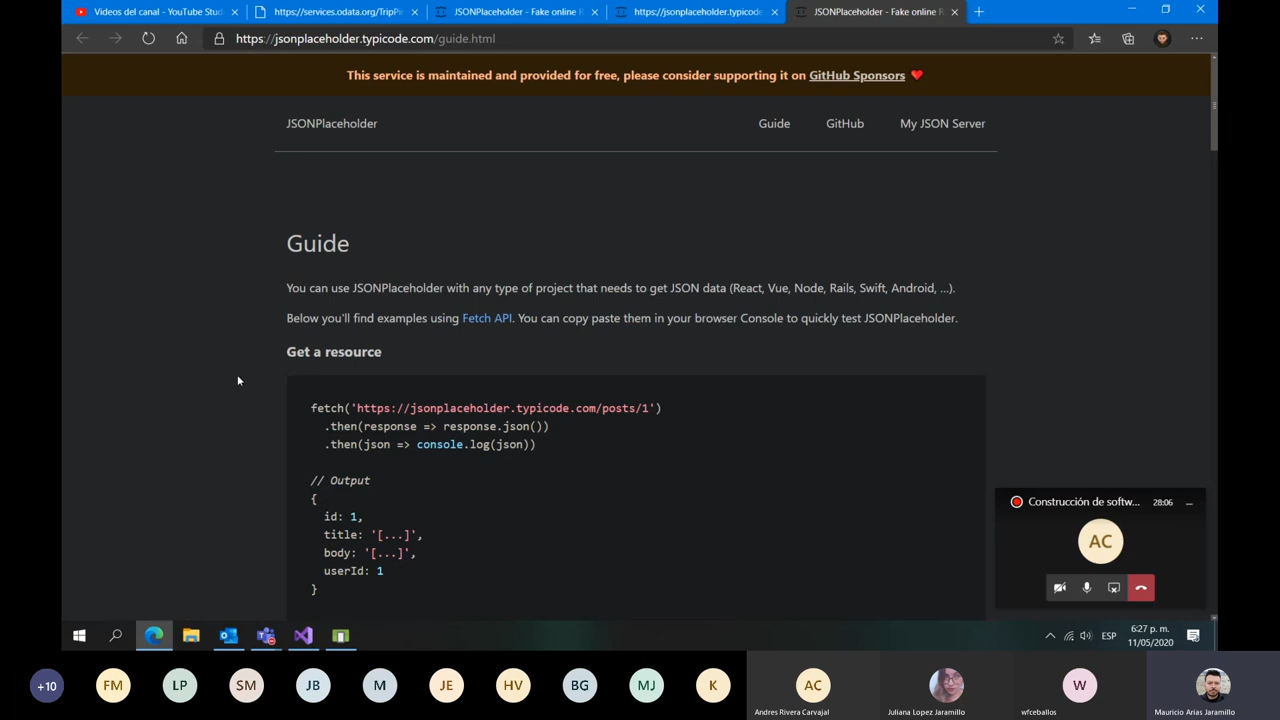 Videos del canal - YouTube Stud
https://services.odata.org/TripPi
JSONPlaceholder - Fake online R
https://jsonplaceholder.typicode
JSONPlaceholder - Fake online R
https://jsonplaceholder.typicode.com/guide.html
This service is maintained and provided for free, please consider supporting it on GitHub Sponsors
JSONPlaceholder
Guide
GitHub
My JSON Server
Guide
You can use JSONPlaceholder with any type of project that needs to get JSON data (React, Vue, Node, Rails, Swift, Android, ...).
Below you'll find examples using Fetch API. You can copy paste them in your browser Console to quickly test JSONPlaceholder.
Get a resource
fetch('https://jsonplaceholder.typicode.com/posts/1')
.then(response => response.json())
.then(json => console.log(json))
// Output
{
id: 1,
title: '[...]',
body: '[...]',
userId: 1
}
Construcción de softw...
28:06
AC
ESP
6:27 p. m.
11/05/2020
+10
FM
LP
SM
JB
M
JE
HV
BG
MJ
K
AC
W
Andres Rivera Carvajal
Juliana Lopez Jaramillo
wfceballos
Mauricio Arias Jaramillo